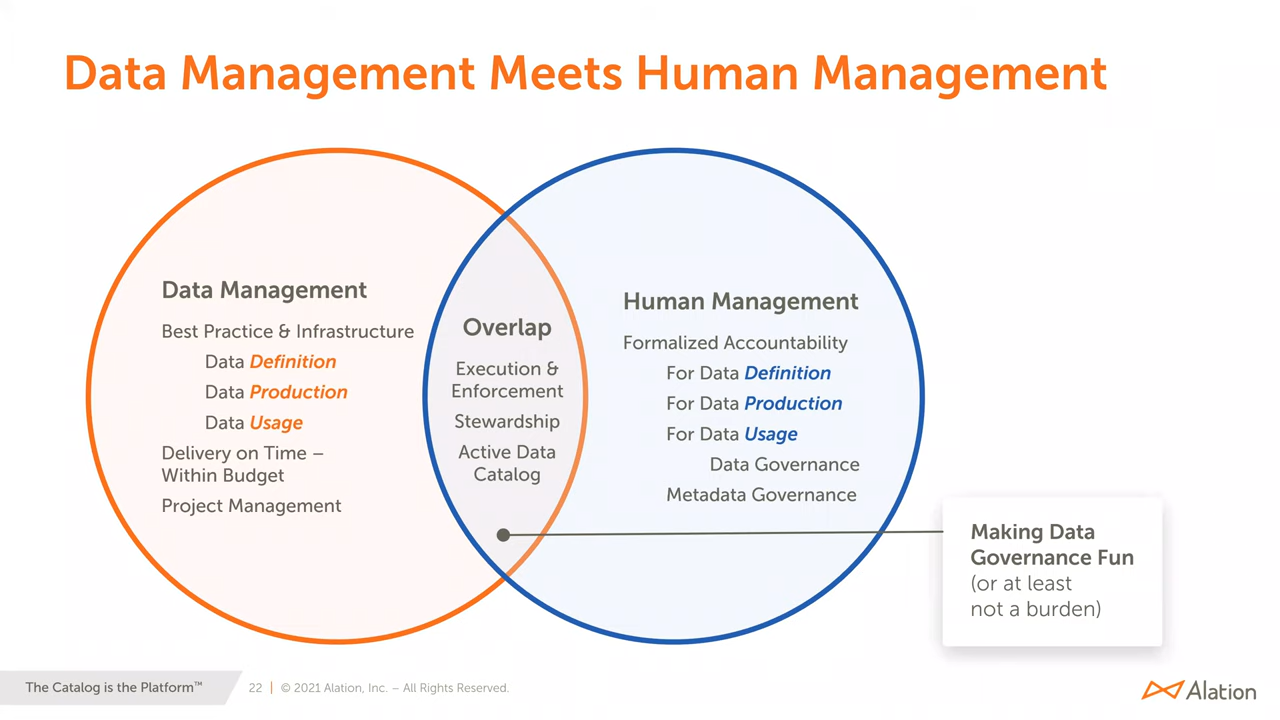 Data Management Meets Human Management
Data Management
Best Practice & Infrastructure
Data Definition
Data Production
Data Usage
Delivery on Time –
Within Budget
Project Management
Overlap
Execution &
Enforcement
Stewardship
Active Data
Catalog
Human Management
Formalized Accountability
For Data Definition
For Data Production
For Data Usage
Data Governance
Metadata Governance
Making Data
Governance Fun
(or at least
not a burden)
The Catalog is the Platform™
22 | © 2021 Alation, Inc. – All Rights Reserved.
Alation